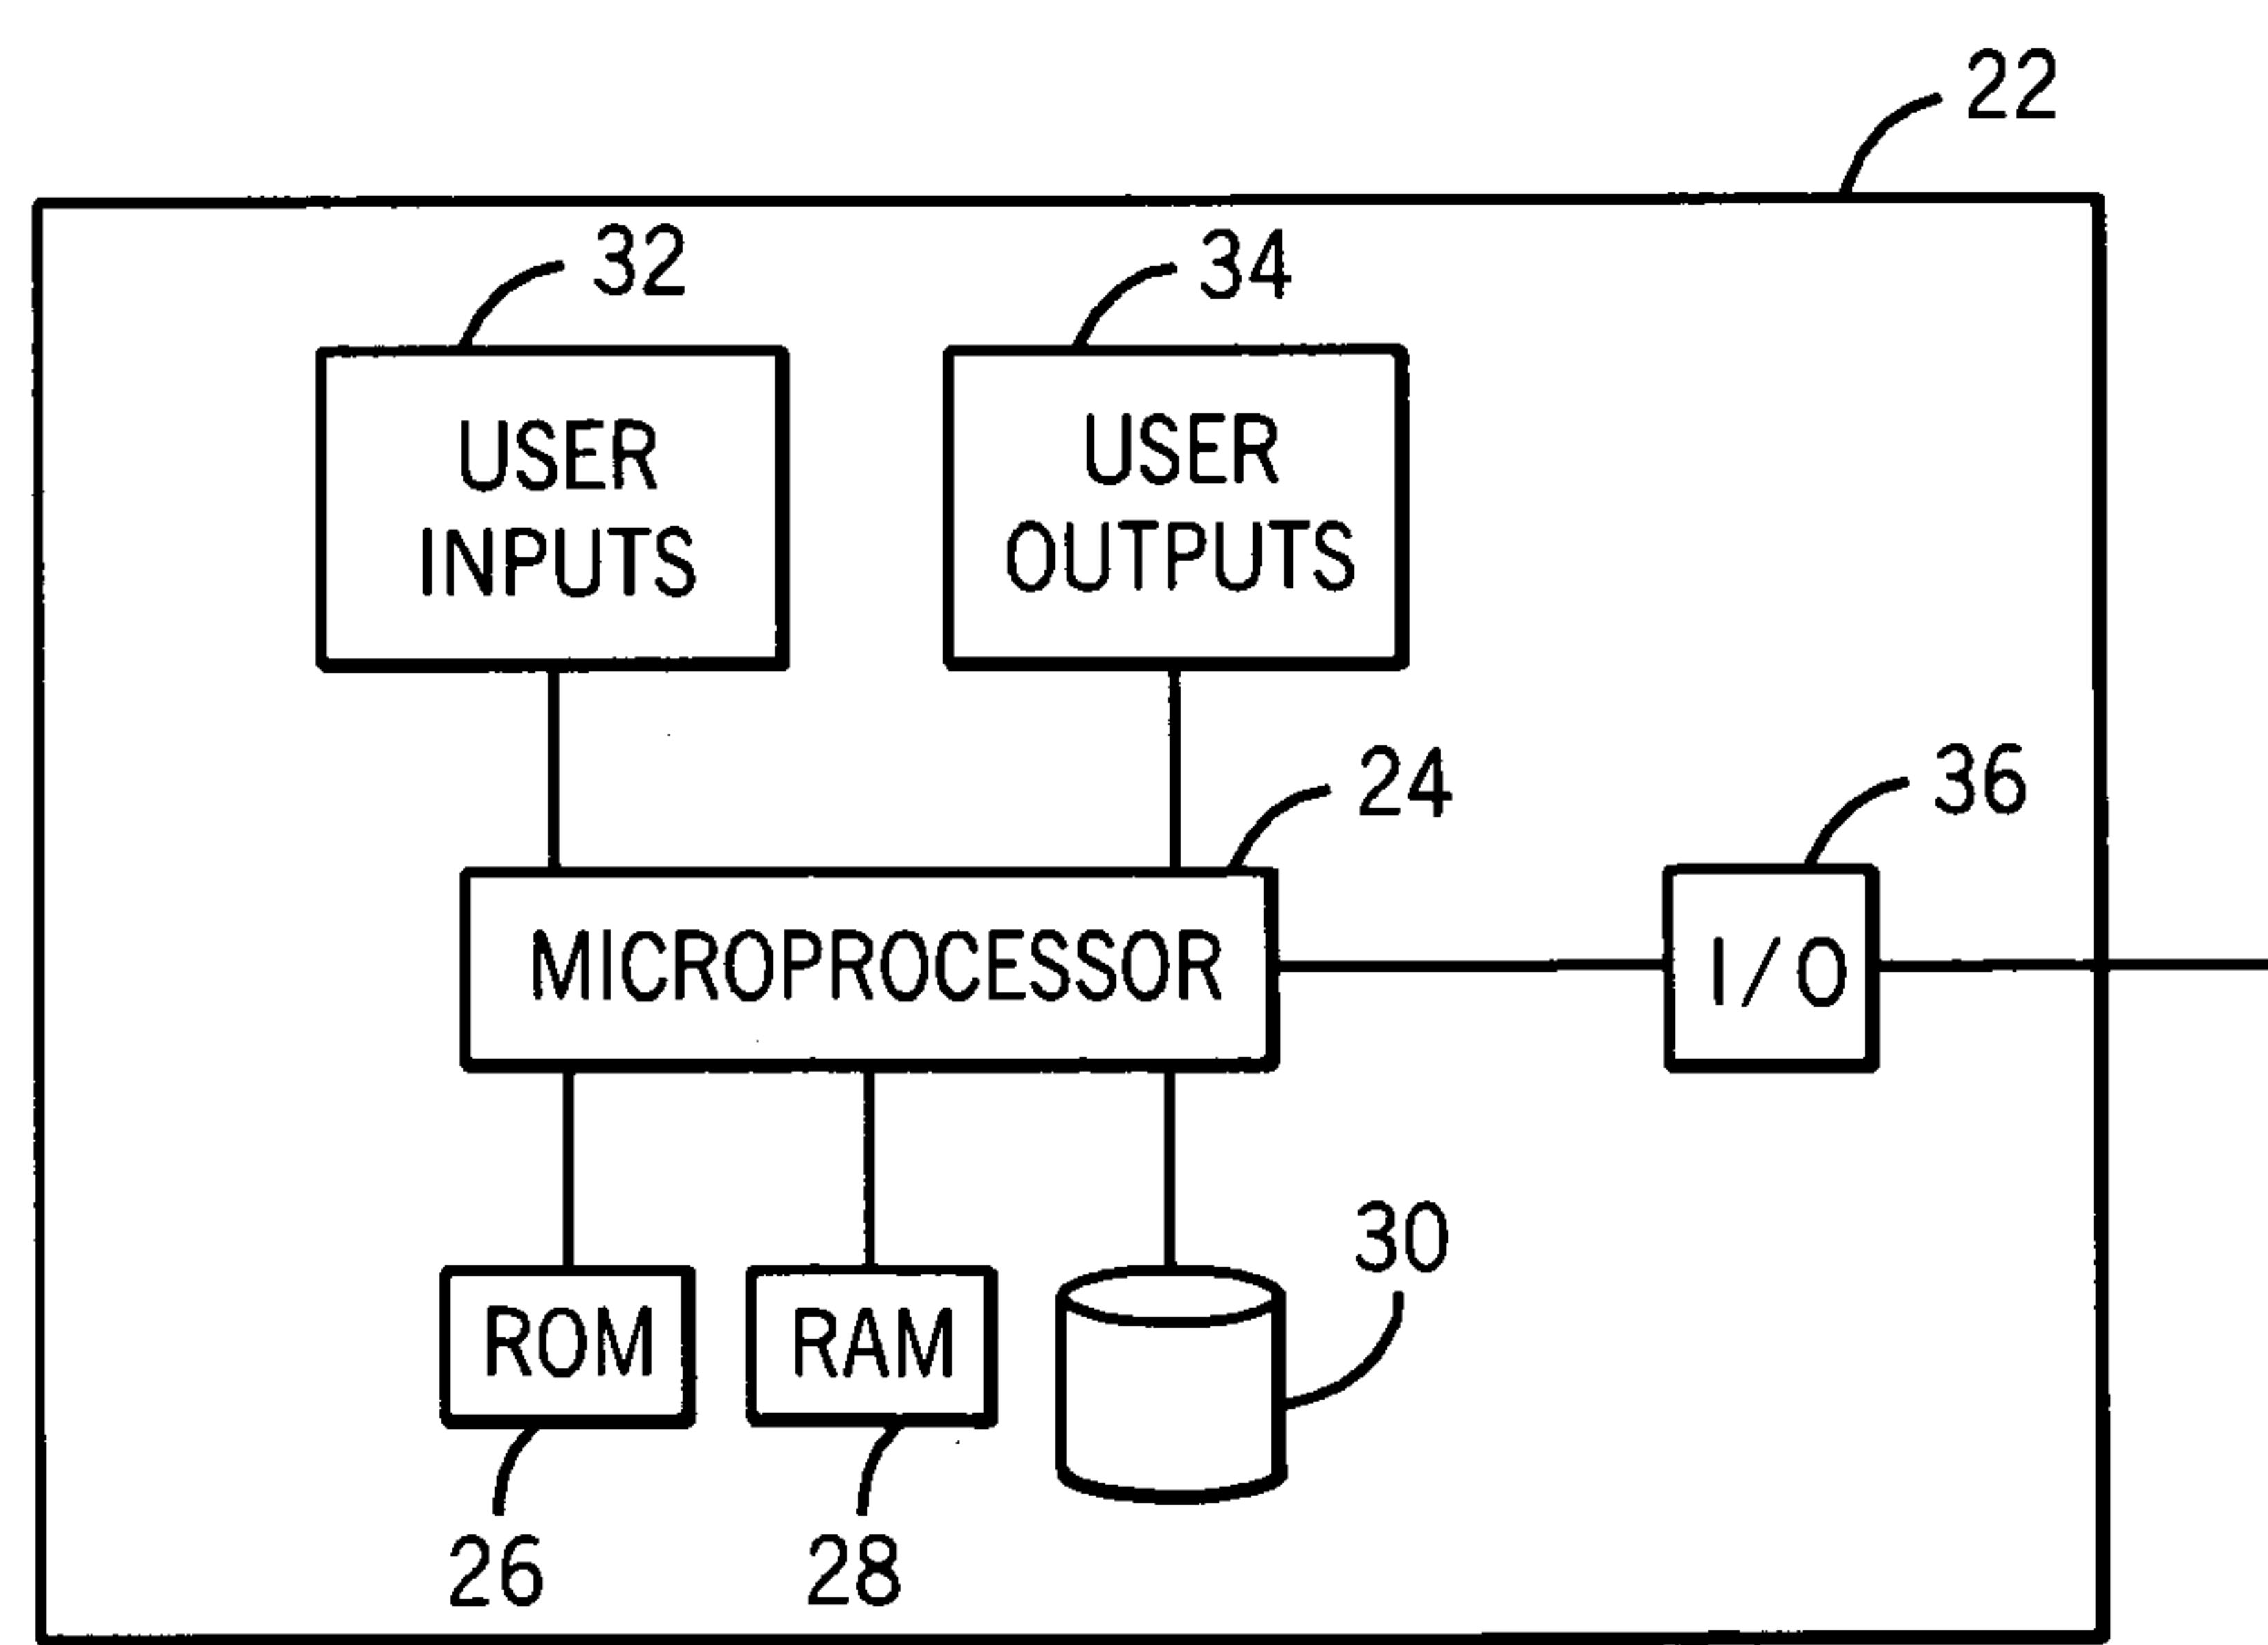 22
32
34
USER
INPUTS
USER
OUTPUTS
24
36
MICROPROCESSOR
I/O
30
ROM
RAM
26
28